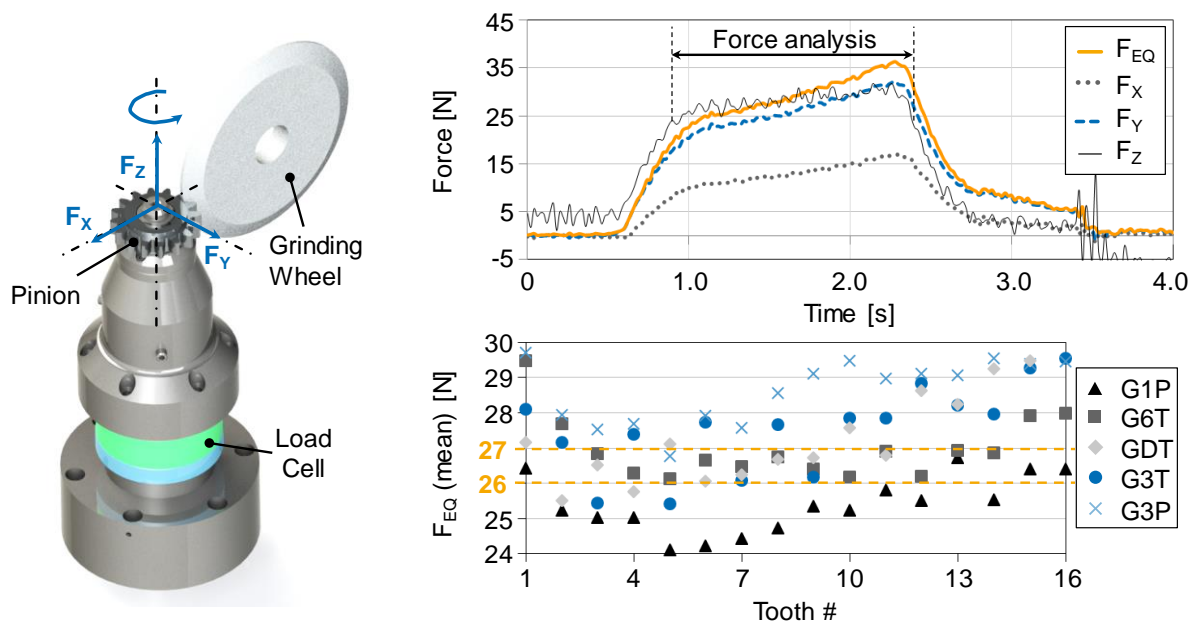 F_Z
F_X
F_Y
Pinion
Grinding
Wheel
Load
Cell
Force [N]
45
35
25
15
5
-5
Force analysis
F_EQ
F_X
F_Y
F_Z
0
1.0
2.0
3.0
4.0
Time [s]
F_EQ (mean) [N]
30
29
28
27
26
25
24
27
26
G1P
G6T
GDT
G3T
G3P
1
4
7
10
13
16
Tooth #